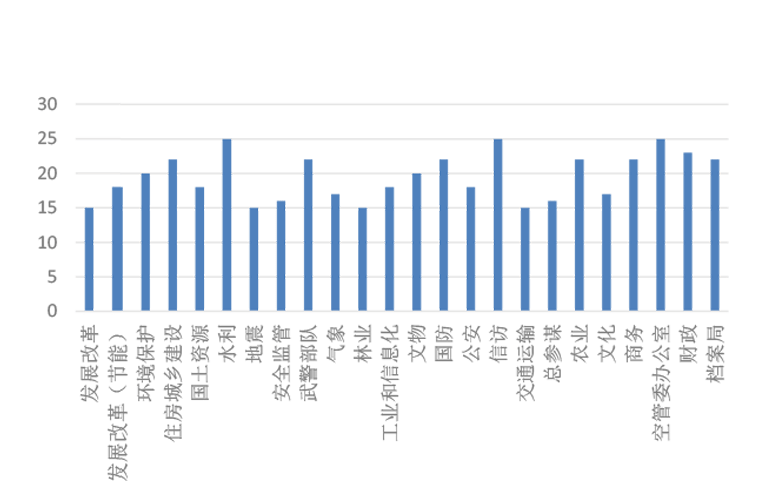 30
25
20
15
10
5
0
发展改革
发展改革（节能）
环境保护
住房城乡建设
国土资源
水利
地震
安全监管
武警部队
气象
林业
工业和信息化
文物
国防
公安
信访
交通运输
总参谋
农业
文化
商务
空管委办公室
财政
档案局